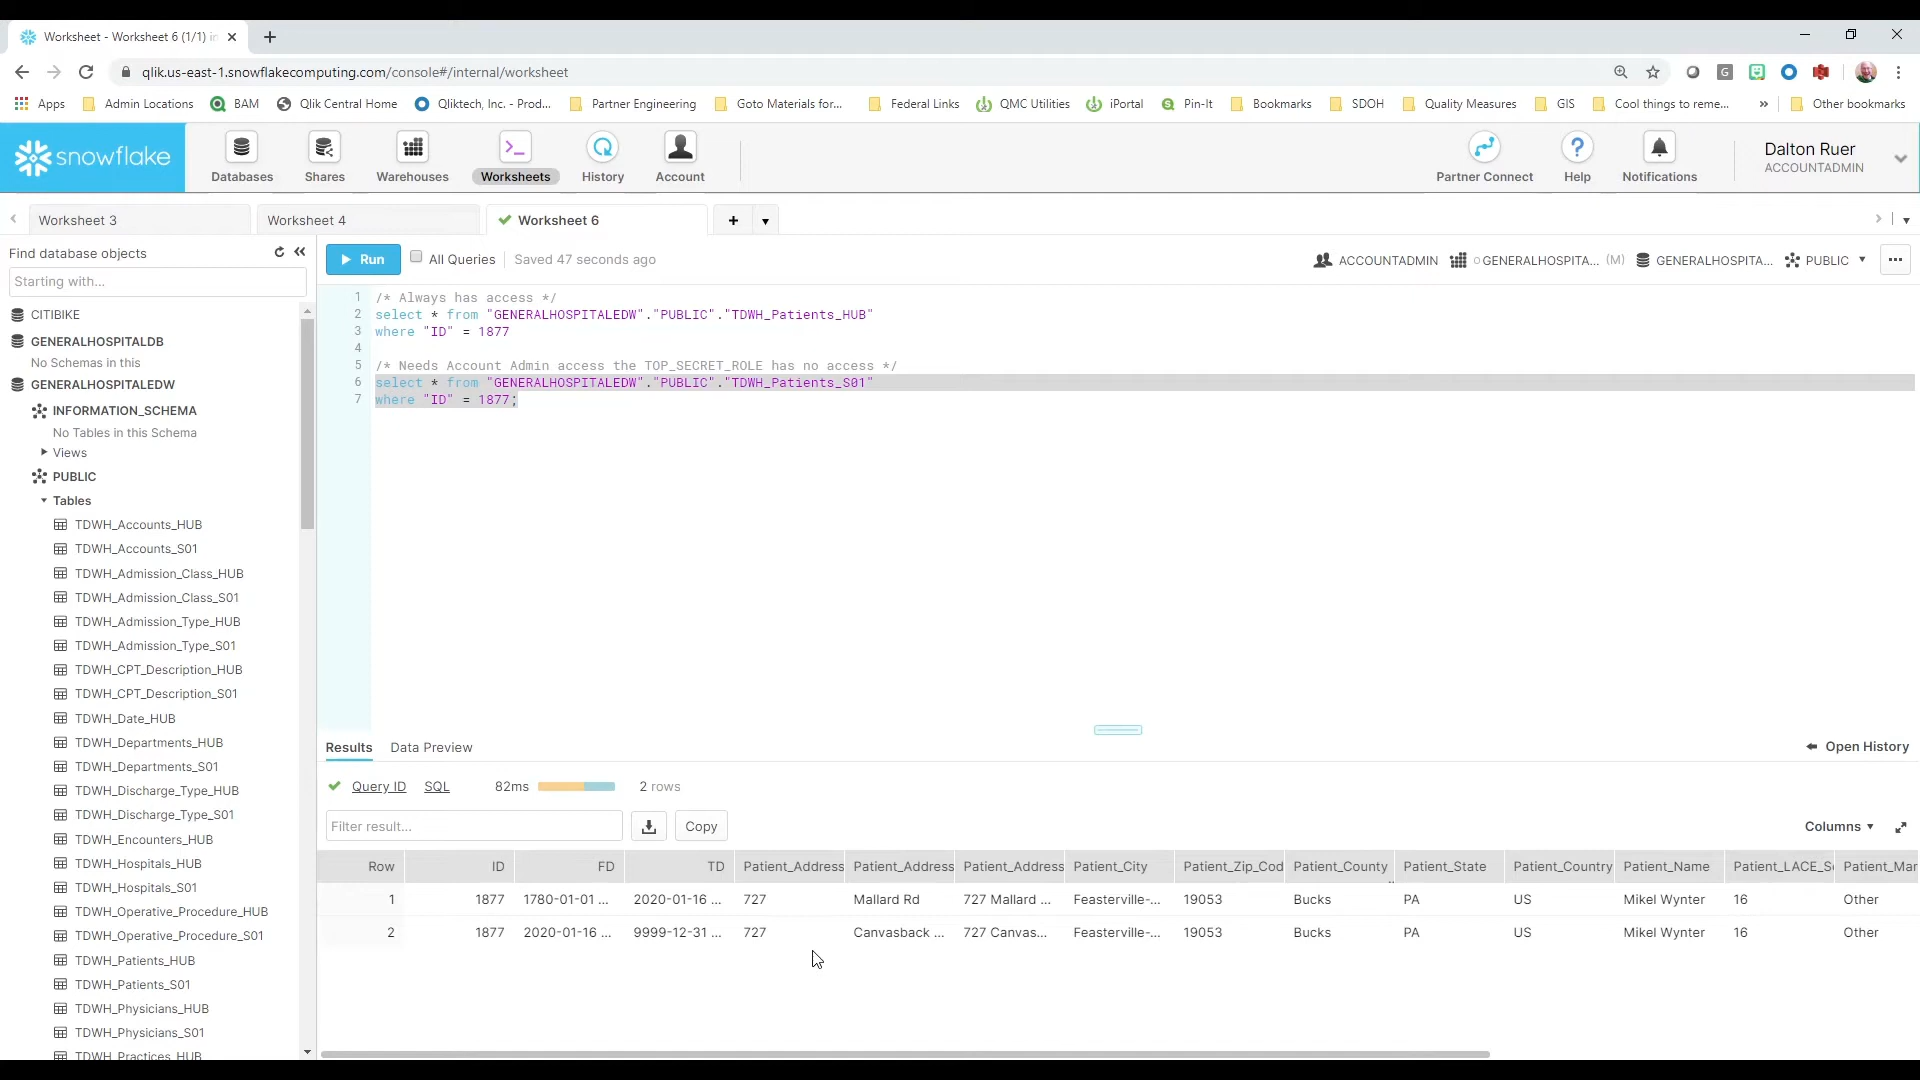 Worksheet - Worksheet 6 (1/1) in
qlik.us-east-1.snowflakecomputing.com/console#/internal/worksheet
Apps Admin Locations BAM Qlik Central Home Qliktech, Inc. - Prod... Partner Engineering Goto Materials for... Federal Links QMC Utilities iPortal Pin-It Bookmarks SDOH Quality Measures GIS Cool things to reme... » Other bookmarks
snowflake Databases Shares Warehouses Worksheets History Account Partner Connect Help Notifications Dalton Ruer
ACCOUNTADMIN
Worksheet 3 Worksheet 4 Worksheet 6
Find database objects
Starting with...
CITIBIKE
GENERALHOSPITALDB
No Schemas in this
GENERALHOSPITALEDW
INFORMATION_SCHEMA
No Tables in this Schema
Views
PUBLIC
Tables
TDWH_Accounts_HUB
TDWH_Accounts_S01
TDWH_Admission_Class_HUB
TDWH_Admission_Class_S01
TDWH_Admission_Type_HUB
TDWH_Admission_Type_S01
TDWH_CPT_Description_HUB
TDWH_CPT_Description_S01
TDWH_Date_HUB
TDWH_Departments_HUB
TDWH_Departments_S01
TDWH_Discharge_Type_HUB
TDWH_Discharge_Type_S01
TDWH_Encounters_HUB
TDWH_Hospitals_HUB
TDWH_Hospitals_S01
TDWH_Operative_Procedure_HUB
TDWH_Operative_Procedure_S01
TDWH_Patients_HUB
TDWH_Patients_S01
TDWH_Physicians_HUB
TDWH_Physicians_S01
TDWH_Practices_HUB
Run All Queries Saved 47 seconds ago ACCOUNTADMIN GENERALHOSPITA... (M) GENERALHOSPITA... PUBLIC
1 /* Always has access */
2 select * from "GENERALHOSPITALEDW"."PUBLIC"."TDWH_Patients_HUB"
3 where "ID" = 1877
4
5 /* Needs Account Admin access the TOP_SECRET_ROLE has no access */
6 select * from "GENERALHOSPITALEDW"."PUBLIC"."TDWH_Patients_S01"
7 where "ID" = 1877;
Results Data Preview Open History
Query ID SQL 82ms 2 rows
Filter result... Copy Columns
Row ID FD TD Patient_Address Patient_Address Patient_Address Patient_City Patient_Zip_Cod Patient_County Patient_State Patient_Country Patient_Name Patient_LACE_S Patient_Mar
1 1877 1780-01-01 ... 2020-01-16 ... 727 Mallard Rd 727 Mallard ... Feasterville-... 19053 Bucks PA US Mikel Wynter 16 Other
2 1877 2020-01-16 ... 9999-12-31 ... 727 Canvasback ... 727 Canvas... Feasterville-... 19053 Bucks PA US Mikel Wynter 16 Other